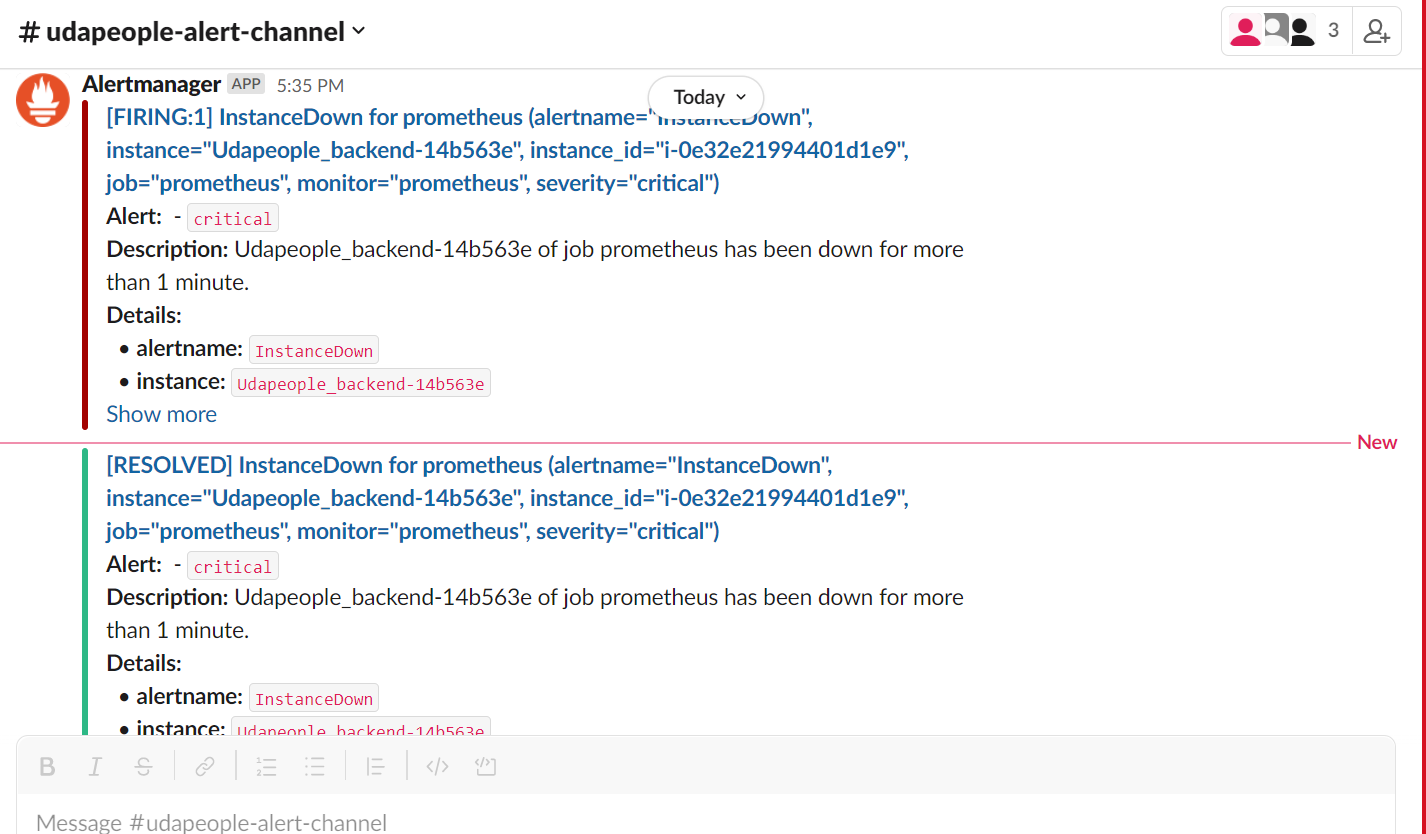 # udapeople-alert-channel
3
Alertmanager APP 5:35 PM
Today
[FIRING:1] InstanceDown for prometheus (alertname="InstanceDown",
instance="Udapeople_backend-14b563e", instance_id="i-0e32e21994401d1e9",
job="prometheus", monitor="prometheus", severity="critical")
Alert: - critical
Description: Udapeople_backend-14b563e of job prometheus has been down for more
than 1 minute.
Details:
• alertname: InstanceDown
• instance: Udapeople_backend-14b563e
Show more
New
[RESOLVED] InstanceDown for prometheus (alertname="InstanceDown",
instance="Udapeople_backend-14b563e", instance_id="i-0e32e21994401d1e9",
job="prometheus", monitor="prometheus", severity="critical")
Alert: - critical
Description: Udapeople_backend-14b563e of job prometheus has been down for more
than 1 minute.
Details:
• alertname: InstanceDown
• instance: Udapeople_backend-14b563e
B I S
Message #udapeople-alert-channel